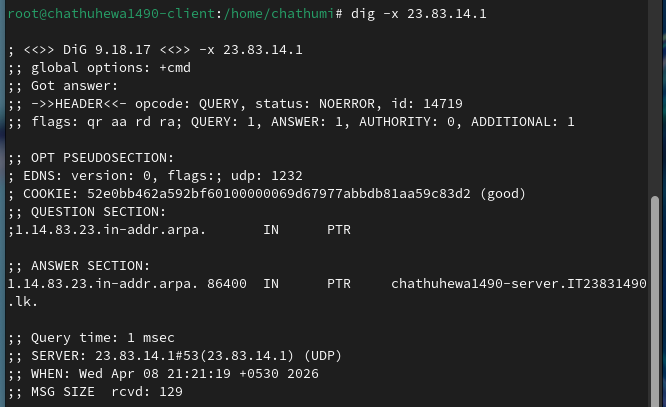 root@chathuhewa1490-client:/home/chathumi# dig -x 23.83.14.1
; <<>> DiG 9.18.17 <<>> -x 23.83.14.1
;; global options: +cmd
;; Got answer:
;; ->>HEADER<<- opcode: QUERY, status: NOERROR, id: 14719
;; flags: qr aa rd ra; QUERY: 1, ANSWER: 1, AUTHORITY: 0, ADDITIONAL: 1
;; OPT PSEUDOSECTION:
; EDNS: version: 0, flags:; udp: 1232
; COOKIE: 52e0bb462a592bf60100000069d67977abbdb81aa59c83d2 (good)
;; QUESTION SECTION:
;1.14.83.23.in-addr.arpa. IN PTR
;; ANSWER SECTION:
1.14.83.23.in-addr.arpa. 86400 IN PTR chathuhewa1490-server.IT23831490
.lk.
;; Query time: 1 msec
;; SERVER: 23.83.14.1#53(23.83.14.1) (UDP)
;; WHEN: Wed Apr 08 21:21:19 +0530 2026
;; MSG SIZE rcvd: 129